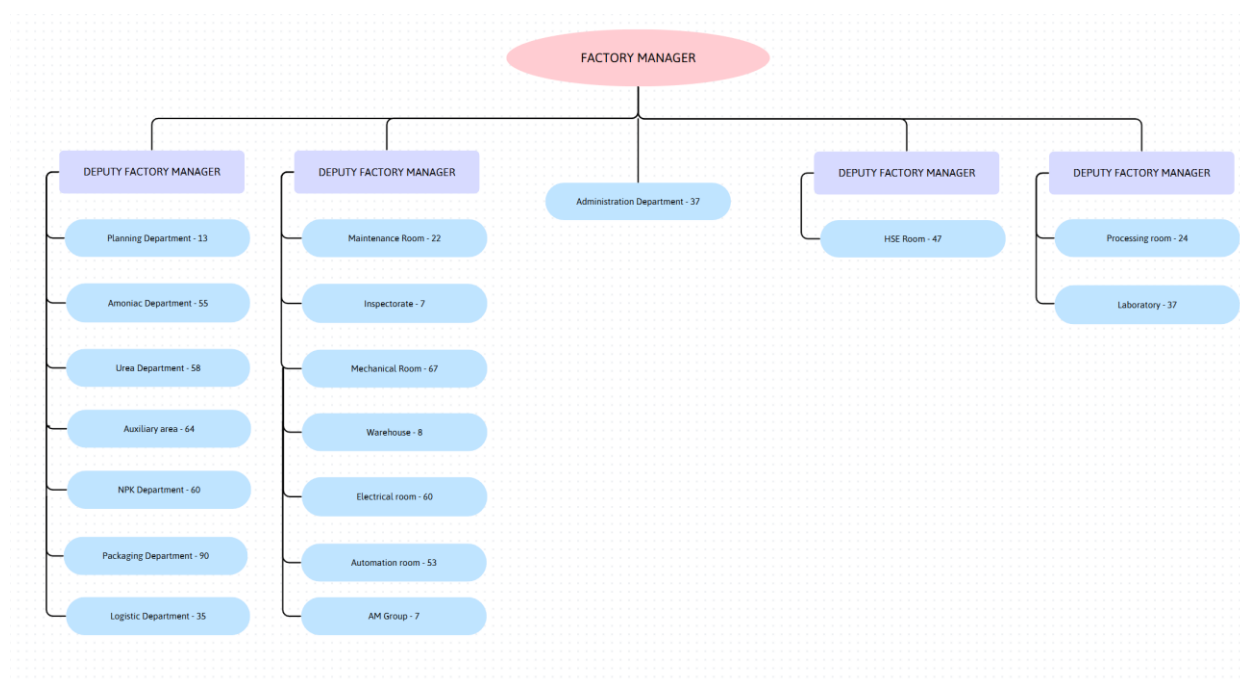 FACTORY MANAGER
DEPUTY FACTORY MANAGER
Planning Department - 13
Amoniac Department - 55
Urea Department - 58
Auxiliary area - 64
NPK Department - 60
Packaging Department - 90
Logistic Department - 35
DEPUTY FACTORY MANAGER
Maintenance Room - 22
Inspectorate - 7
Mechanical Room - 67
Warehouse - 8
Electrical room - 60
Automation room - 53
AM Group - 7
Administration Department - 37
DEPUTY FACTORY MANAGER
HSE Room - 47
DEPUTY FACTORY MANAGER
Processing room - 24
Laboratory - 37